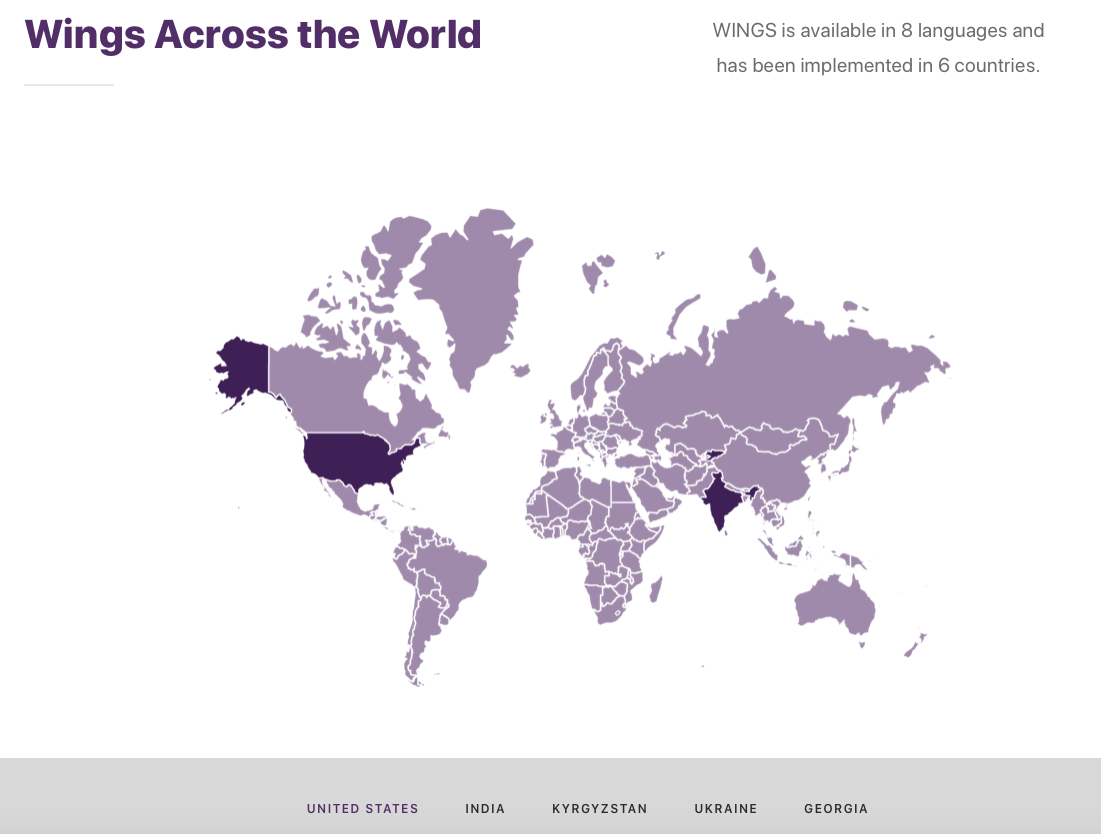 Wings Across the World
WINGS is available in 8 languages and
has been implemented in 6 countries.
UNITED STATES INDIA KYRGYZSTAN UKRAINE GEORGIA